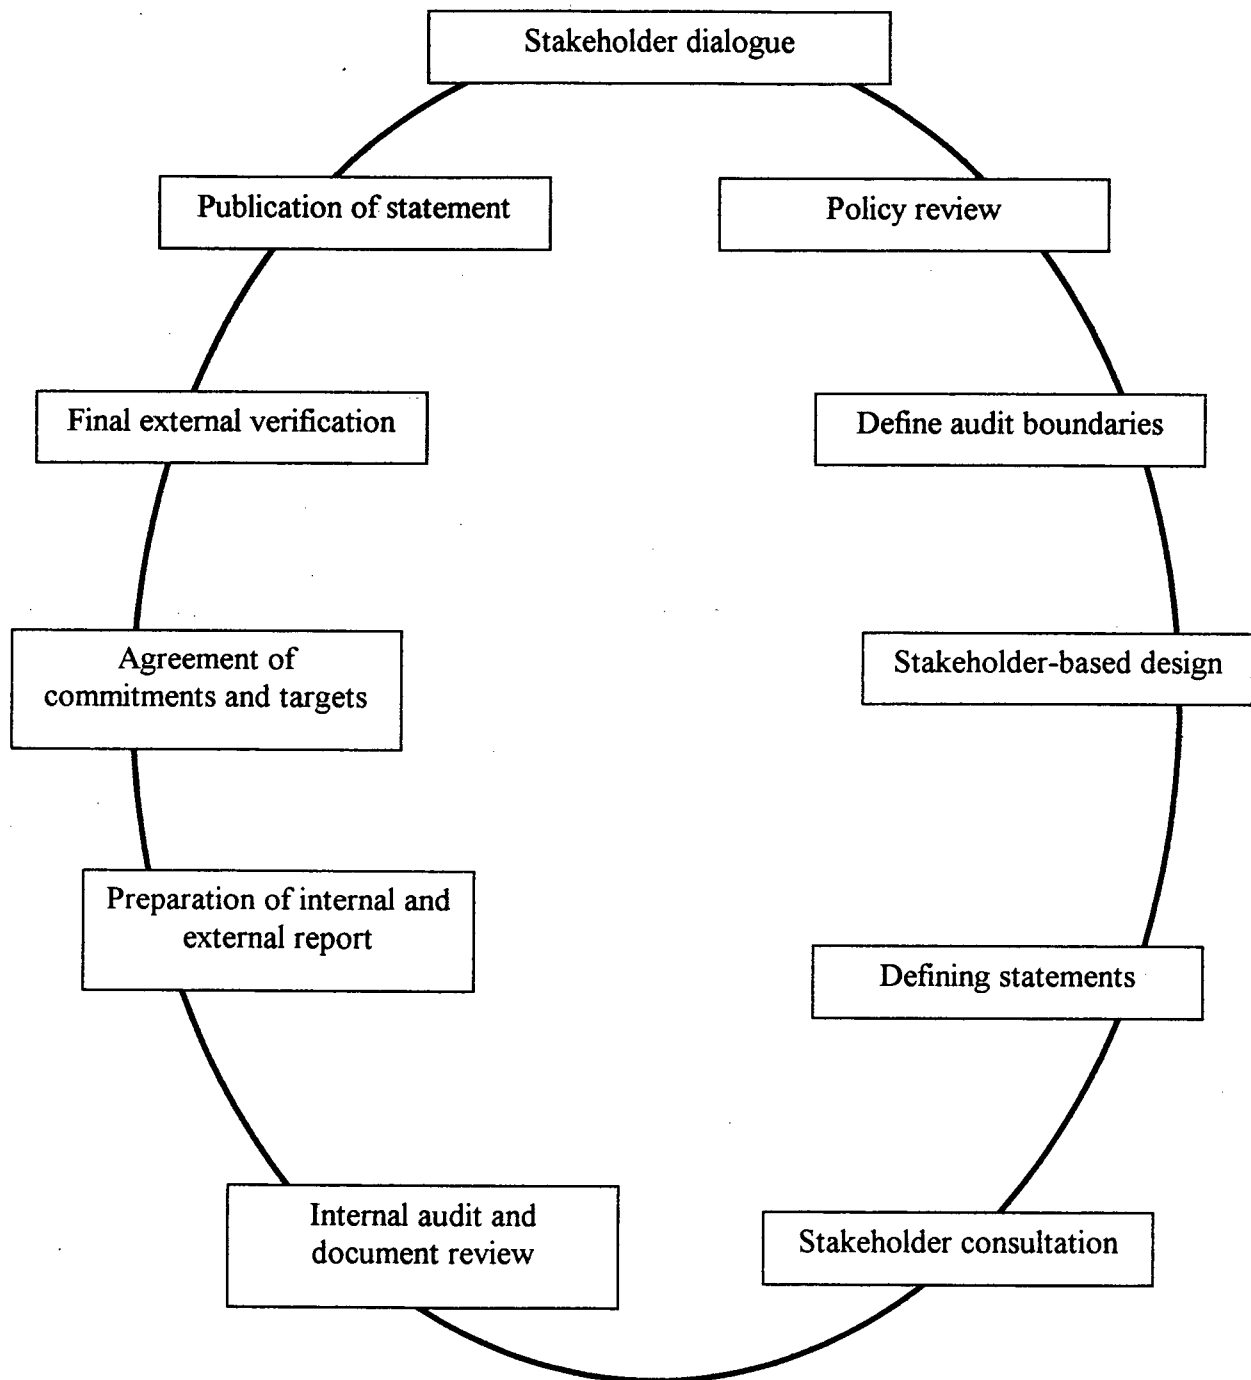 Stakeholder dialogue
Publication of statement
Policy review
Final external verification
Define audit boundaries
Agreement of
commitments and targets
Stakeholder-based design
Preparation of internal and
external report
Defining statements
Internal audit and
document review
Stakeholder consultation